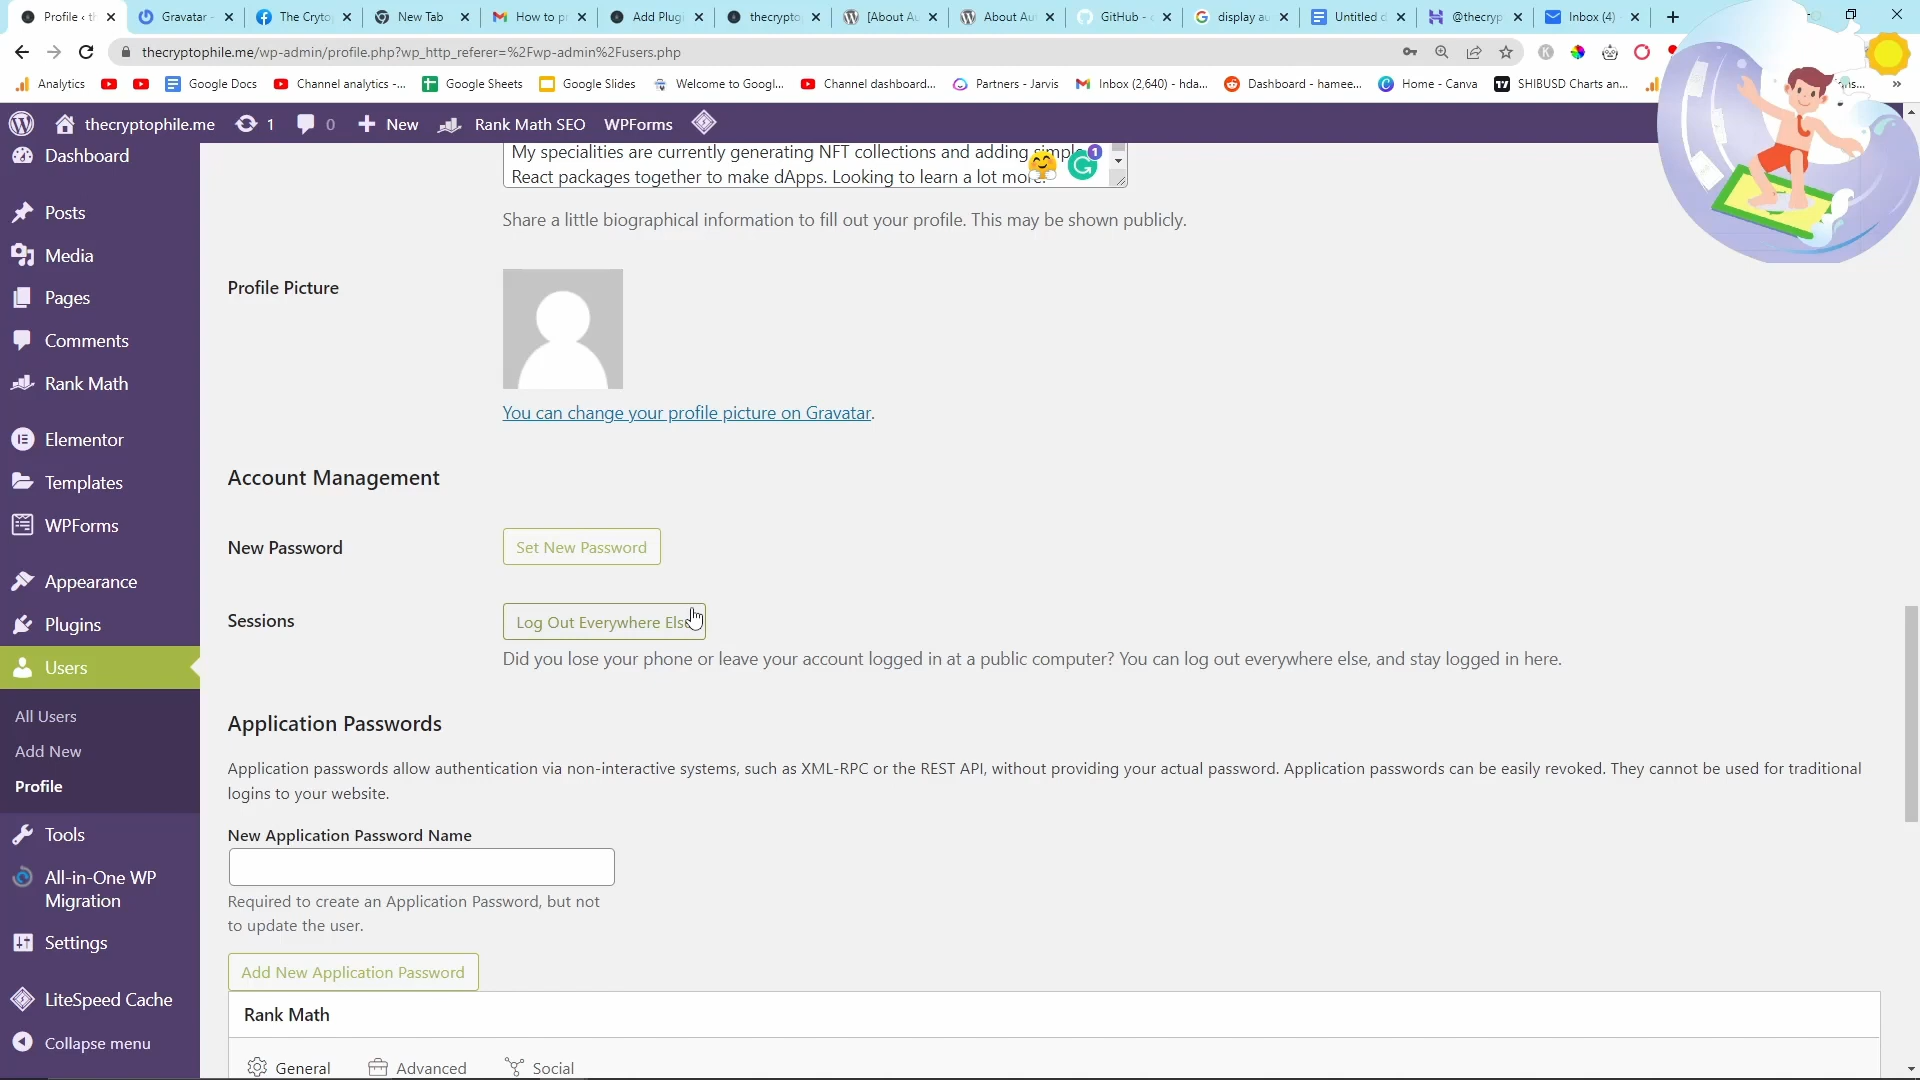 Profile ‹ t
Gravatar -
The Cryto
New Tab
How to p
Add Plug
thecrypto
[About Au
About Au
GitHub - c
display au
Untitled d
@thecryp
Inbox (4)
thecryptophile.me/wp-admin/profile.php?wp_http_referer=%2Fwp-admin%2Fusers.php
Analytics
Google Docs
Channel analytics -...
Google Sheets
Google Slides
Welcome to Googl...
Channel dashboard...
Partners - Jarvis
Inbox (2,640) - hda...
Dashboard - hamee...
Home - Canva
SHIBUSD Charts an...
thecryptophile.me
1
0
New
Rank Math SEO
WPForms
Dashboard
Posts
Media
Pages
Comments
Rank Math
Elementor
Templates
WPForms
Appearance
Plugins
Users
All Users
Add New
Profile
Tools
All-in-One WP
Migration
Settings
LiteSpeed Cache
Collapse menu
My specialities are currently generating NFT collections and adding simple
React packages together to make dApps. Looking to learn a lot more.
1
Share a little biographical information to fill out your profile. This may be shown publicly.
Profile Picture
You can change your profile picture on Gravatar.
Account Management
New Password
Set New Password
Sessions
Log Out Everywhere Else
Did you lose your phone or leave your account logged in at a public computer? You can log out everywhere else, and stay logged in here.
Application Passwords
Application passwords allow authentication via non-interactive systems, such as XML-RPC or the REST API, without providing your actual password. Application passwords can be easily revoked. They cannot be used for traditional
logins to your website.
New Application Password Name
Required to create an Application Password, but not
to update the user.
Add New Application Password
Rank Math
General
Advanced
Social